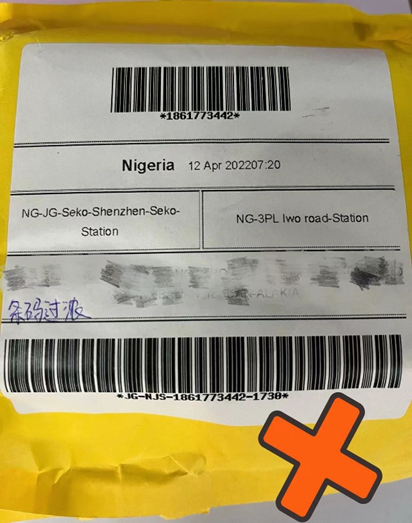 *1861773442*
Nigeria 12 Apr 202207:20
NG-JG-Seko-Shenzhen-Seko-
Station
NG-3PL Iwo road-Station
条码过浓
*JG-NJS-1861773442-1730*